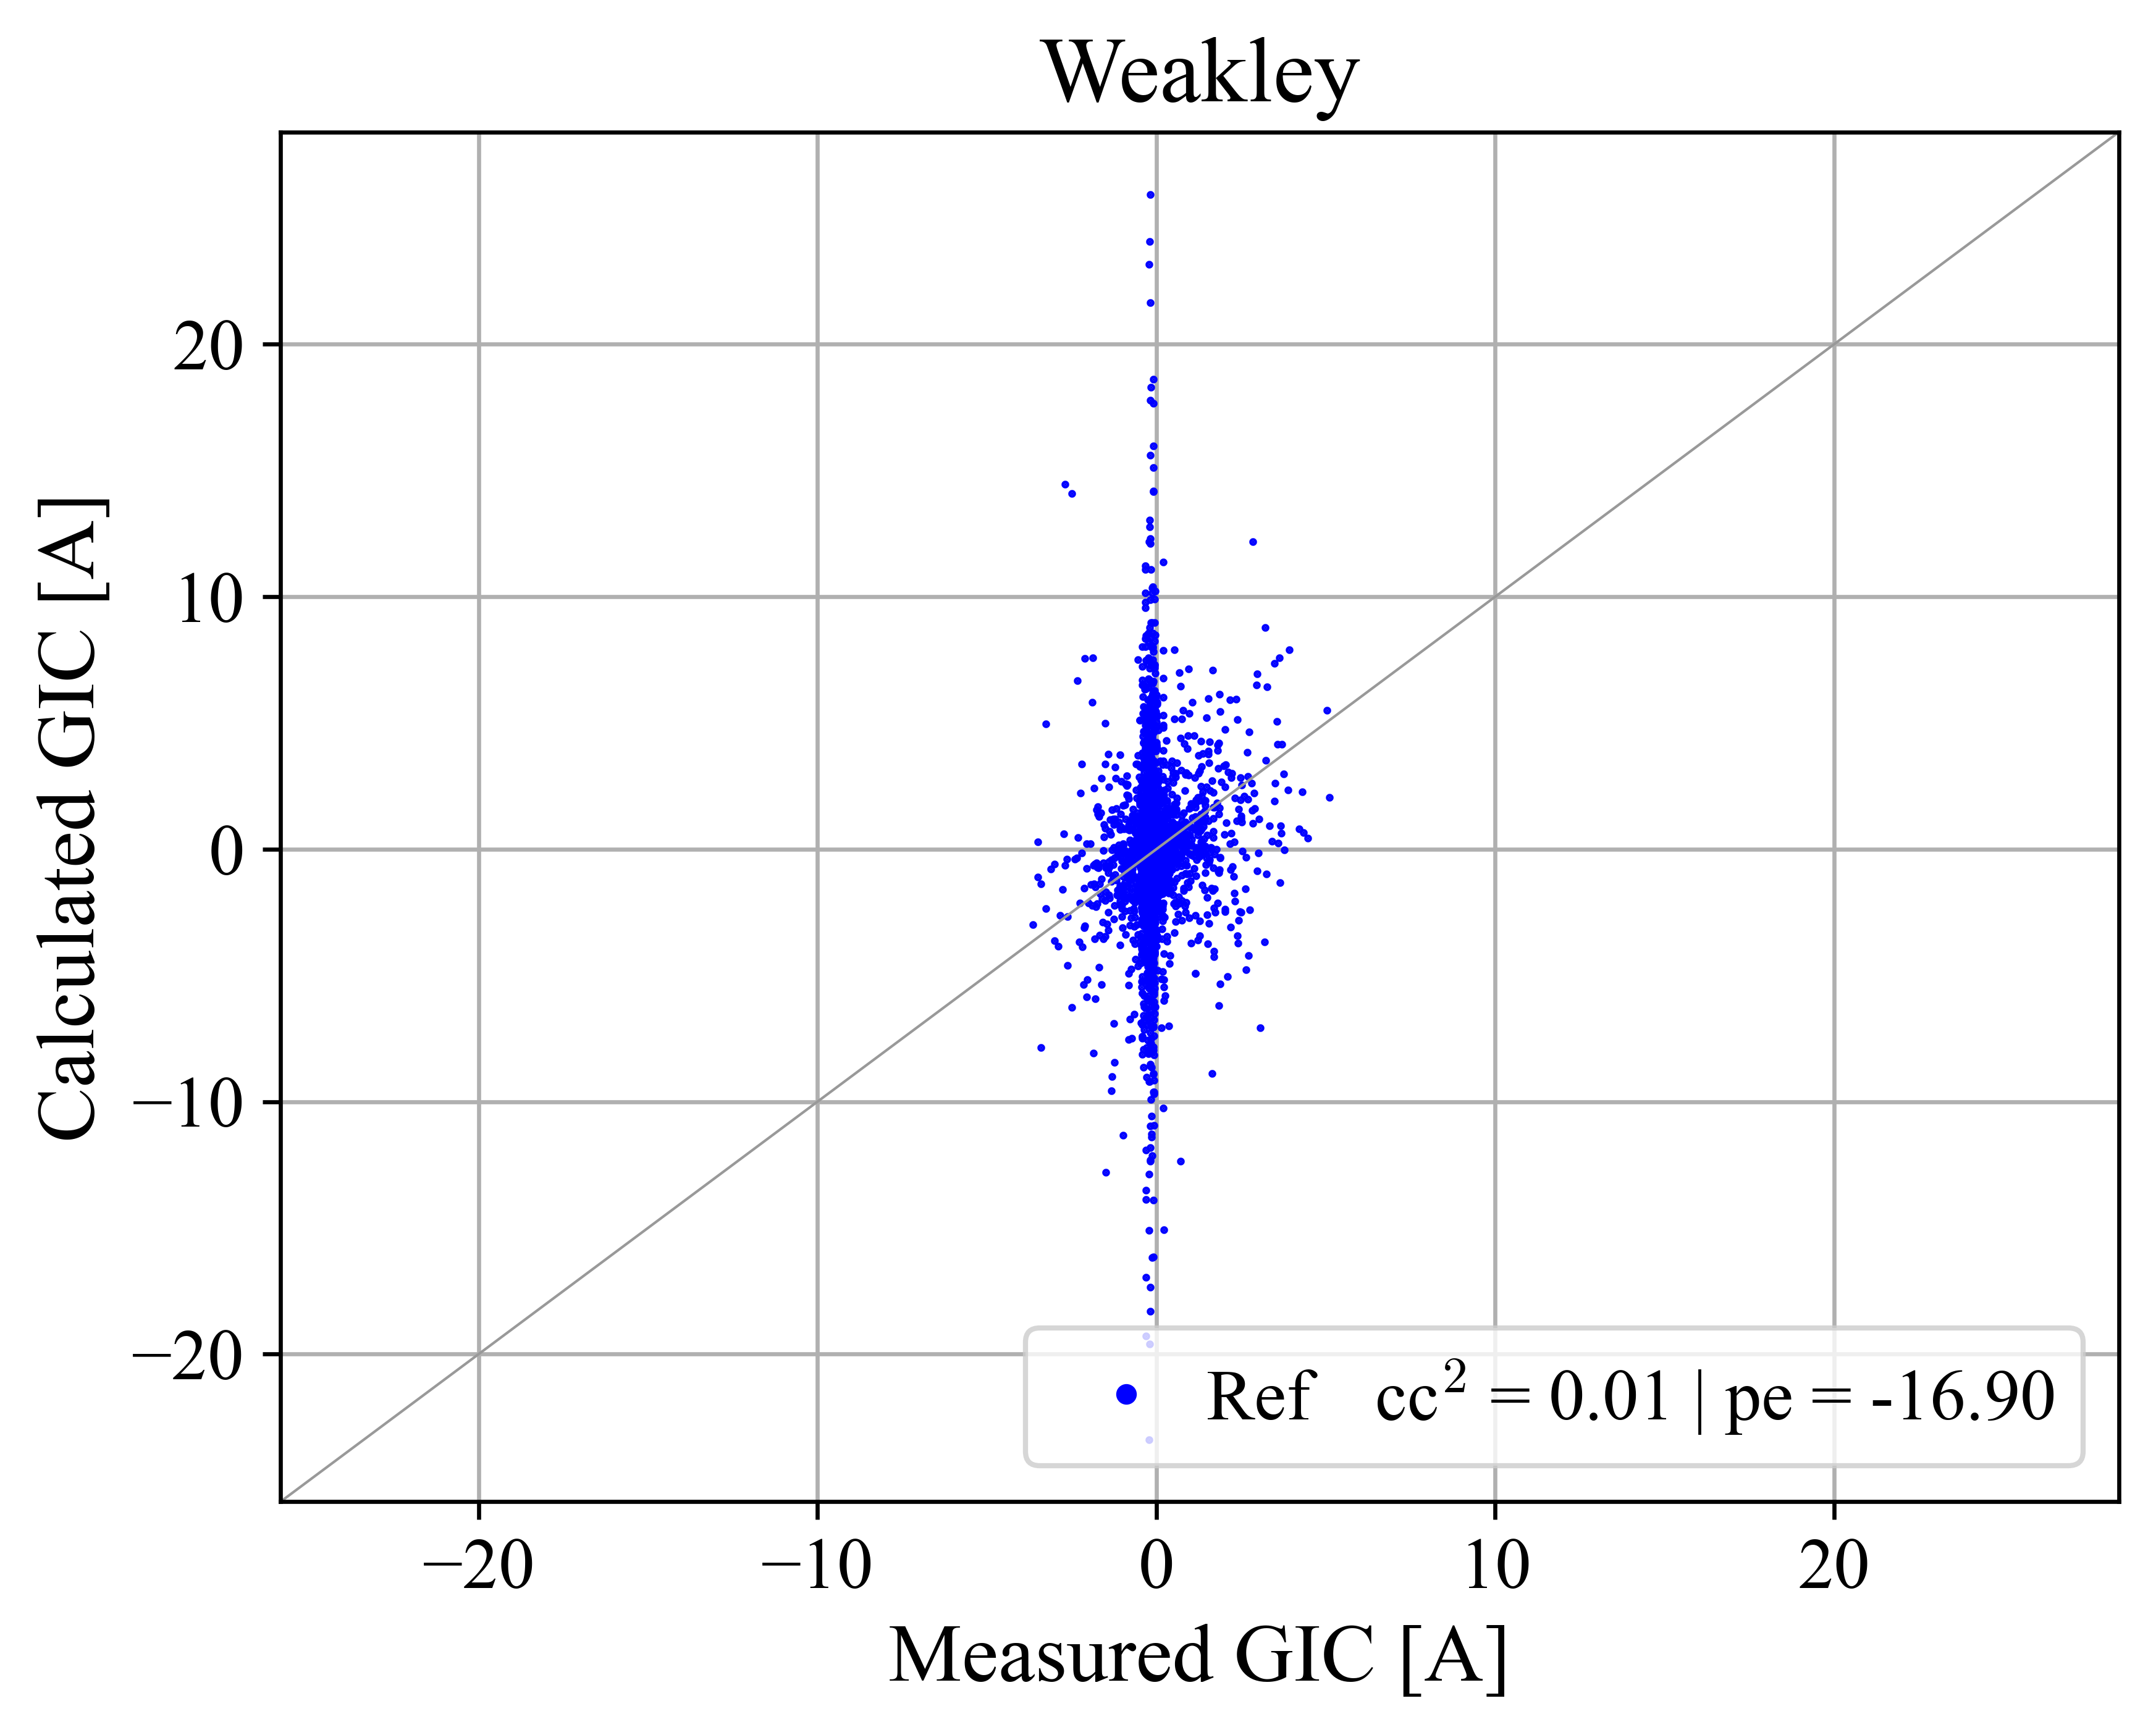 Weakley
Calculated GIC [A]
20
10
0
−10
−20
Ref cc² = 0.01 | pe = -16.90
−20 −10 0 10 20
Measured GIC [A]